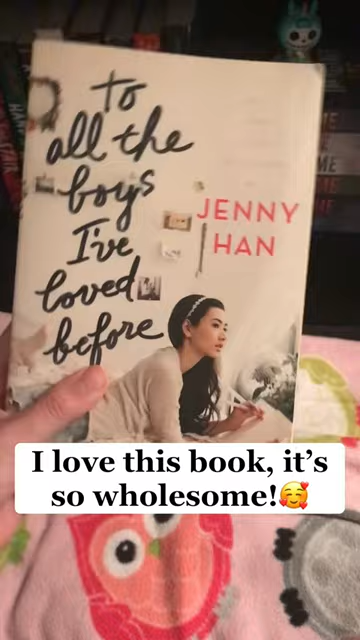 to
all the
boys
I've
loved
before
JENNY
HAN
I love this book, it's
so wholesome!🥰